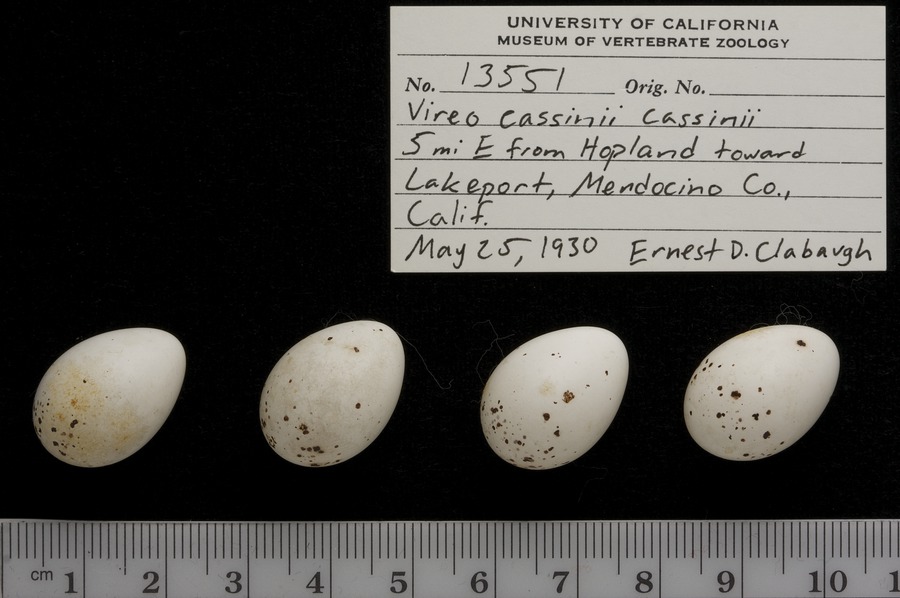 UNIVERSITY OF CALIFORNIA
MUSEUM OF VERTEBRATE ZOOLOGY
No. 13551 Orig. No.
Vireo cassinii cassinii
5 mi E from Hopland toward
Lakeport, Mendocino Co.,
Calif.
May 25, 1930 Ernest D. Clabaugh
cm 1 2 3 4 5 6 7 8 9 10 1